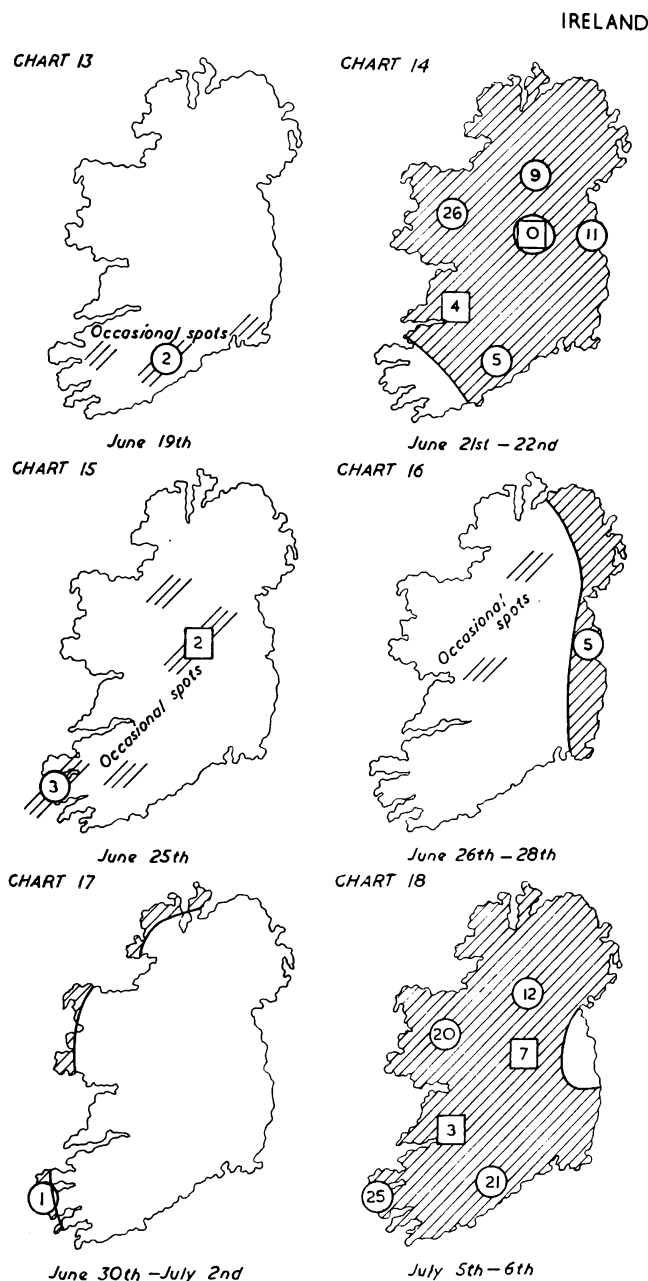 IRELAND
CHART 13
Occasional spots
2
June 19th
CHART 14
9
26
0
11
4
5
June 21st – 22nd
CHART 15
2
Occasional spots
3
June 25th
CHART 16
Occasional
spots
5
June 26th – 28th
CHART 17
1
June 30th – July 2nd
CHART 18
12
20
7
3
25
21
July 5th – 6th